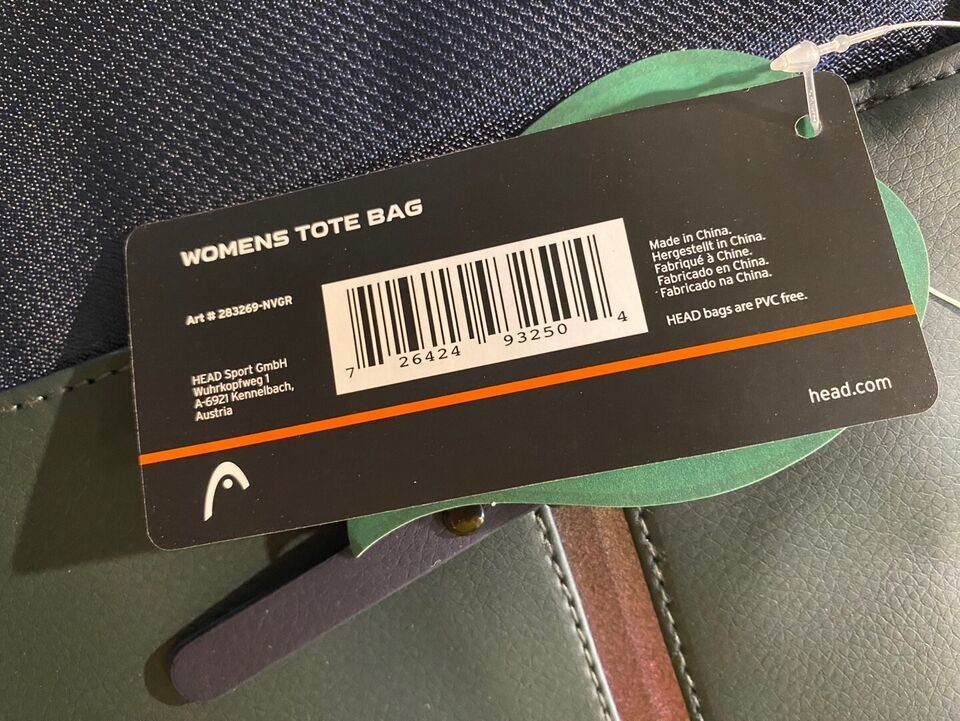 WOMENS TOTE BAG
Art # 283269-NVGR
HEAD Sport GmbH
Wuhrkopfweg 1
A-6921 Kennelbach,
Austria
7 26424 93250 4
Made in China.
Hergestellt in China.
Fabriqué à Chine.
Fabricado en China.
Fabricado na China.
HEAD bags are PVC free.
head.com